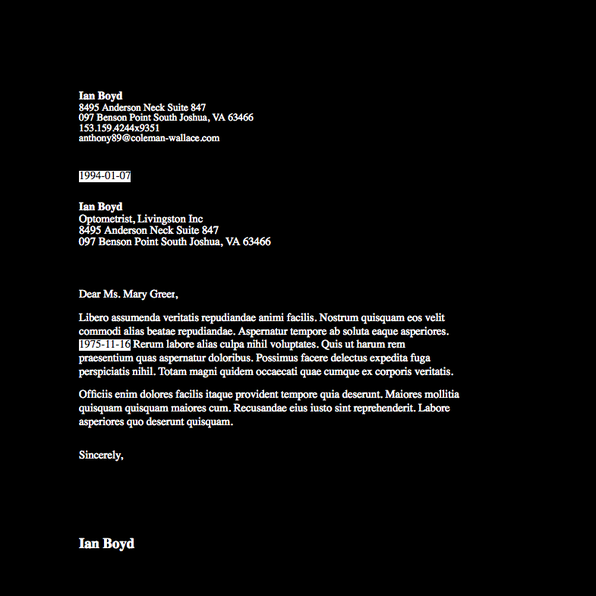 Ian Boyd
8495 Anderson Neck Suite 847
097 Benson Point South Joshua, VA 63466
153.159.4244x9351
anthony89@coleman-wallace.com
1994-01-07
Ian Boyd
Optometrist, Livingston Inc
8495 Anderson Neck Suite 847
097 Benson Point South Joshua, VA 63466
Dear Ms. Mary Greer,
Libero assumenda veritatis repudiandae animi facilis. Nostrum quisquam eos velit
commodi alias beatae repudiandae. Aspernatur tempore ab soluta eaque asperiores.
1975-11-16 Rerum labore alias culpa nihil voluptates. Quis ut harum rem
praesentium quas aspernatur doloribus. Possimus facere delectus expedita fuga
perspiciatis nihil. Totam magni quidem occaecati quae cumque ex corporis veritatis.
Officiis enim dolores facilis itaque provident tempore quia deserunt. Maiores mollitia
quisquam quisquam maiores cum. Recusandae eius iusto sint reprehenderit. Labore
asperiores quo deserunt quisquam.
Sincerely,
Ian Boyd